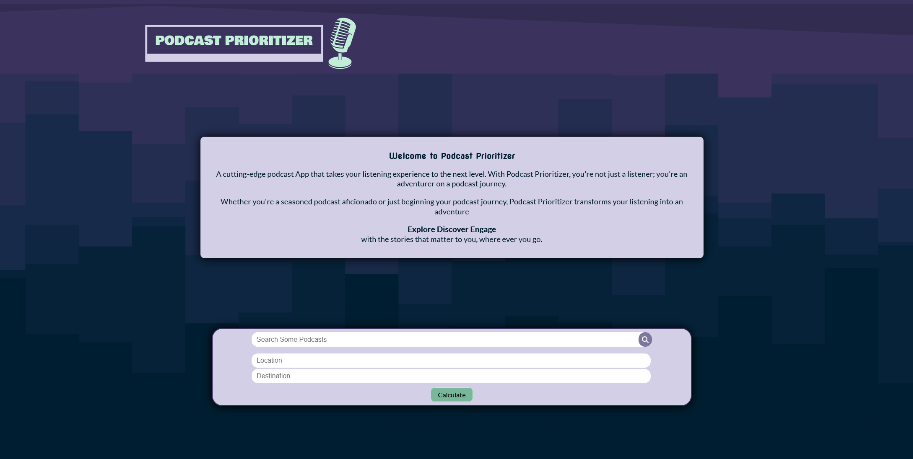 PODCAST PRIORITIZER
Welcome to Podcast Prioritizer
A cutting-edge podcast App that takes your listening experience to the next level. With Podcast Prioritizer, you're not just a listener; you're an
adventurer on a podcast journey.
Whether you're a seasoned podcast aficionado or just beginning your podcast journey, Podcast Prioritizer transforms your listening into an
adventure
Explore Discover Engage
with the stories that matter to you, where ever you go.
Search Some Podcasts
Location
Destination
Calculate